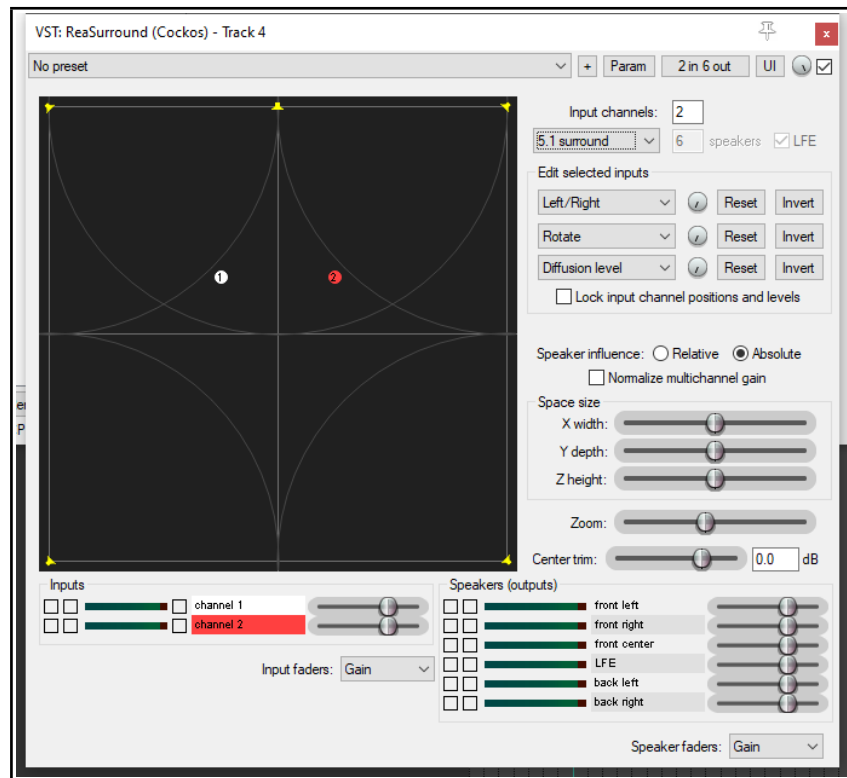 VST: ReaSurround (Cockos) - Track 4
x
No preset
+ Param 2 in 6 out UI
Input channels: 2
5.1 surround 6 speakers LFE
Edit selected inputs
Left/Right Reset Invert
Rotate Reset Invert
Diffusion level Reset Invert
Lock input channel positions and levels
1 2
Speaker influence: Relative Absolute
Normalize multichannel gain
Space size
X width:
Y depth:
Z height:
Zoom:
Center trim: 0.0 dB
Inputs
channel 1
channel 2
Input faders: Gain
Speakers (outputs)
front left
front right
front center
LFE
back left
back right
Speaker faders: Gain